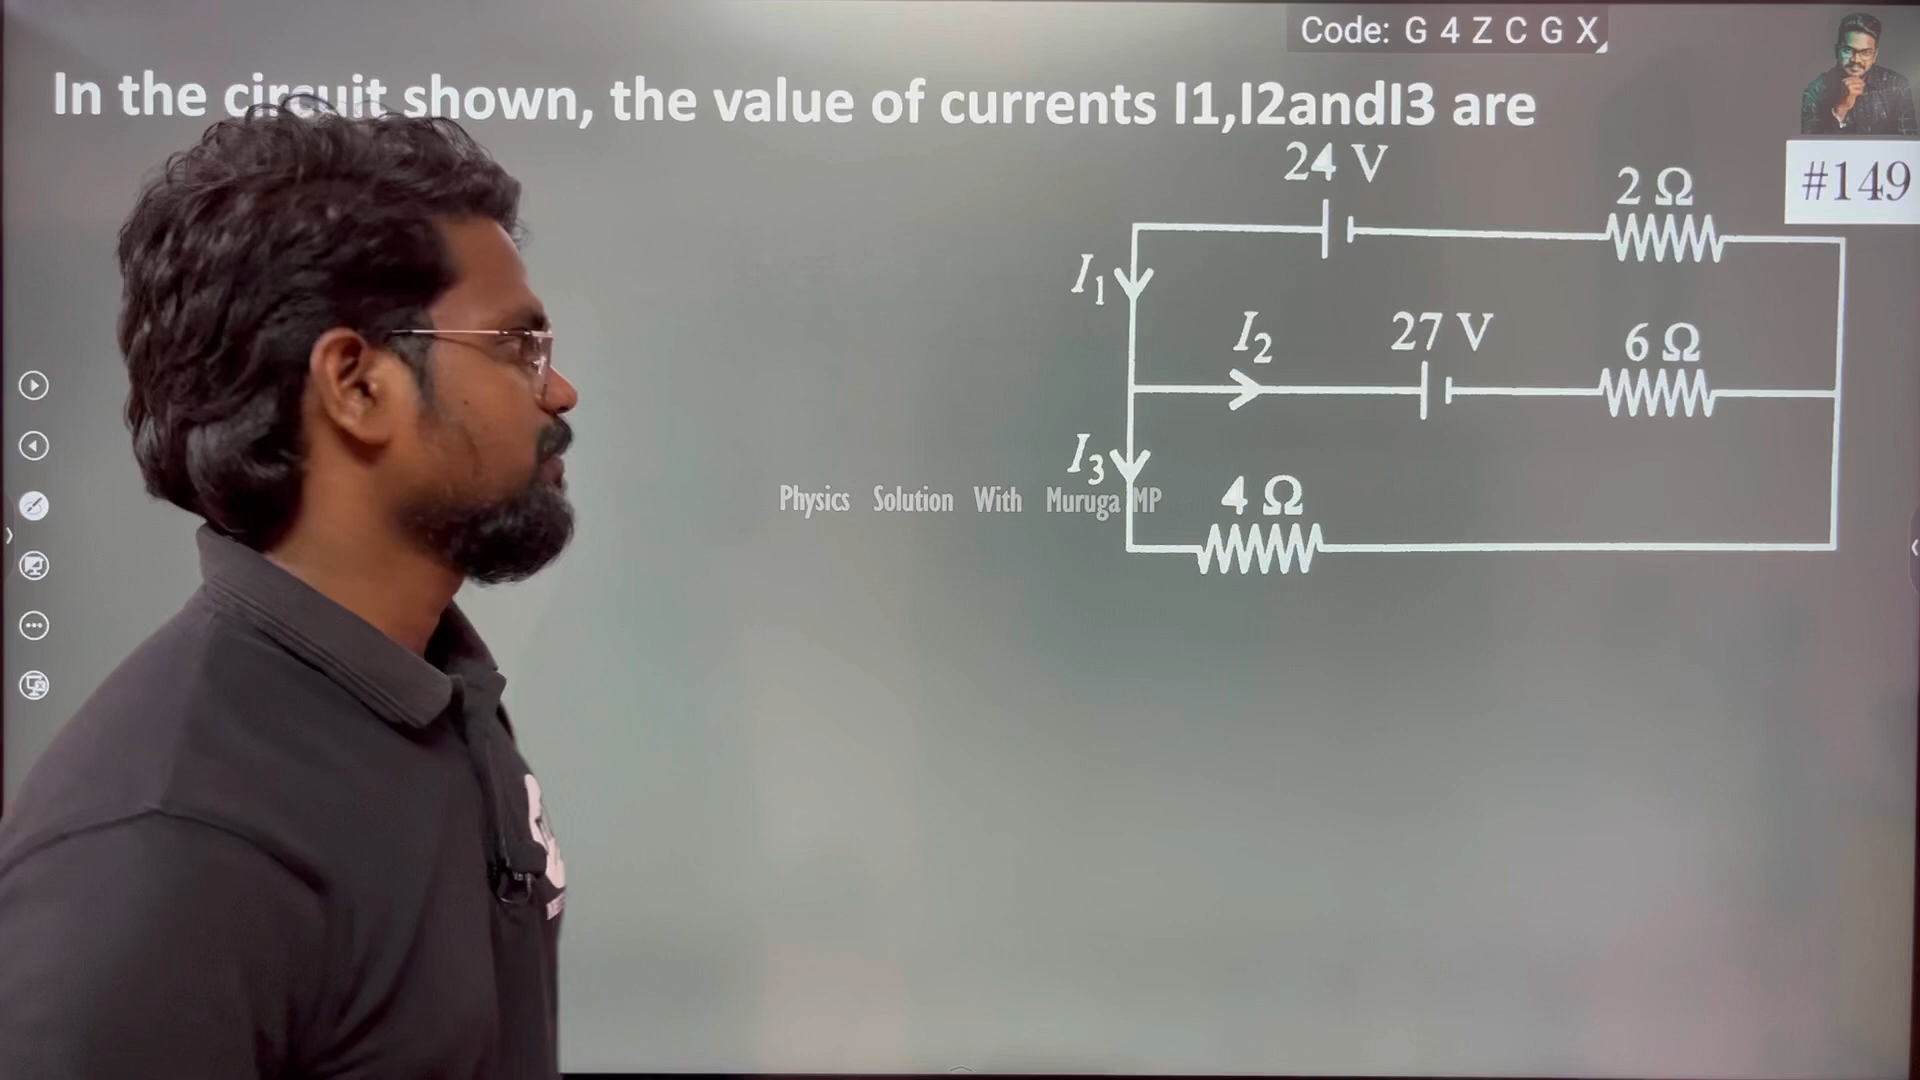 Code: G 4 Z C G X
In the circuit shown, the value of currents I1,I2andI3 are
#149
24 V
2 Ω
I1
I2
27 V
6 Ω
I3
4 Ω
Physics Solution With Muruga MP